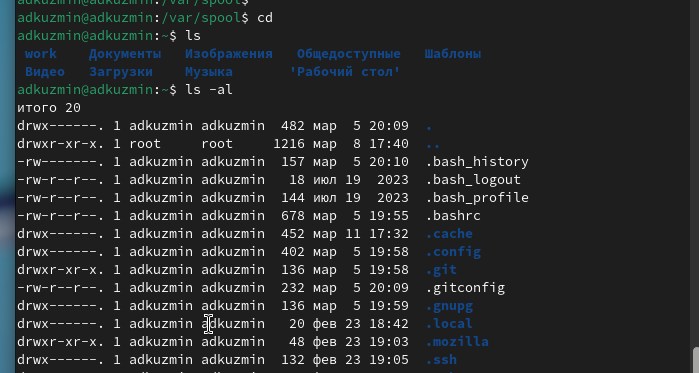 adkuzmin@adkuzmin:/var/spool$
adkuzmin@adkuzmin:/var/spool$ cd
adkuzmin@adkuzmin:~$ ls
work Документы Изображения Общедоступные Шаблоны
Видео Загрузки Музыка 'Рабочий стол'
adkuzmin@adkuzmin:~$ ls -al
итого 20
drwx------. 1 adkuzmin adkuzmin 482 мар 5 20:09 .
drwxr-xr-x. 1 root root 1216 мар 8 17:40 ..
-rw-------. 1 adkuzmin adkuzmin 157 мар 5 20:10 .bash_history
-rw-r--r--. 1 adkuzmin adkuzmin 18 июл 19 2023 .bash_logout
-rw-r--r--. 1 adkuzmin adkuzmin 144 июл 19 2023 .bash_profile
-rw-r--r--. 1 adkuzmin adkuzmin 678 мар 5 19:55 .bashrc
drwx------. 1 adkuzmin adkuzmin 452 мар 11 17:32 .cache
drwx------. 1 adkuzmin adkuzmin 402 мар 5 19:58 .config
drwxr-xr-x. 1 adkuzmin adkuzmin 136 мар 5 19:58 .git
-rw-r--r--. 1 adkuzmin adkuzmin 232 мар 5 20:09 .gitconfig
drwx------. 1 adkuzmin adkuzmin 136 мар 5 19:59 .gnupg
drwx------. 1 adkuzmin adkuzmin 20 фев 23 18:42 .local
drwxr-xr-x. 1 adkuzmin adkuzmin 48 фев 23 19:03 .mozilla
drwx------. 1 adkuzmin adkuzmin 132 фев 23 19:05 .ssh